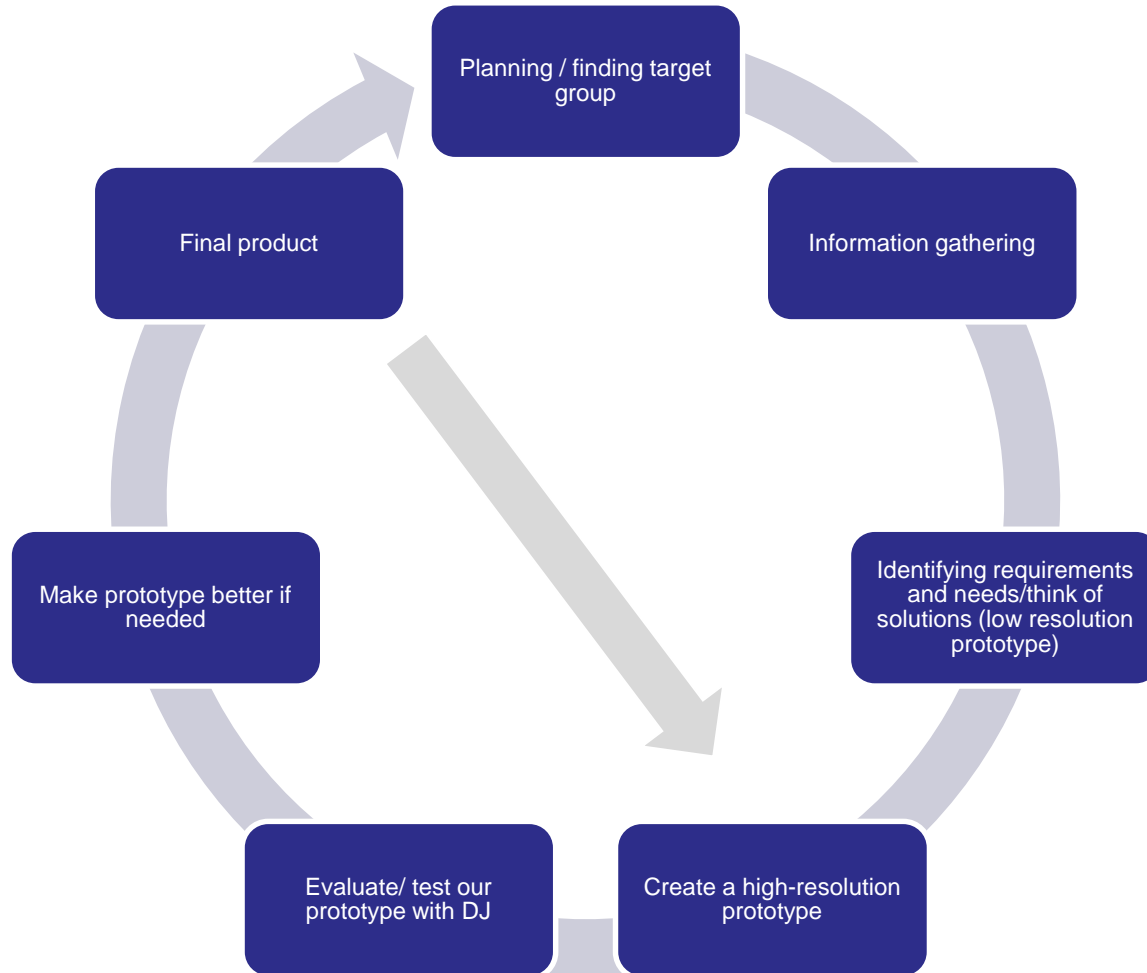 Planning / finding target
group
Information gathering
Identifying requirements
and needs/think of
solutions (low resolution
prototype)
Create a high-resolution
prototype
Evaluate/ test our
prototype with DJ
Make prototype better if
needed
Final product